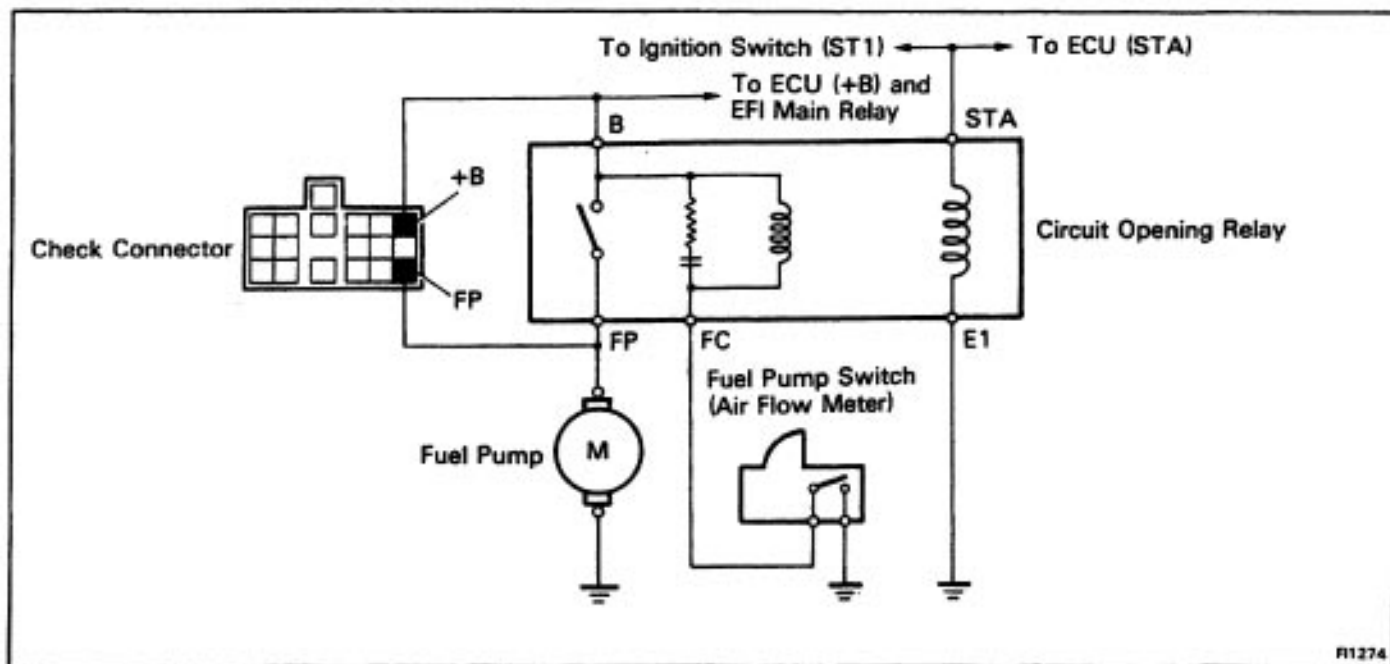 To Ignition Switch (ST1)
To ECU (STA)
To ECU (+B) and
EFI Main Relay
B
STA
+B
Check Connector
Circuit Opening Relay
FP
FP
FC
E1
Fuel Pump Switch
(Air Flow Meter)
Fuel Pump
M
FI1274